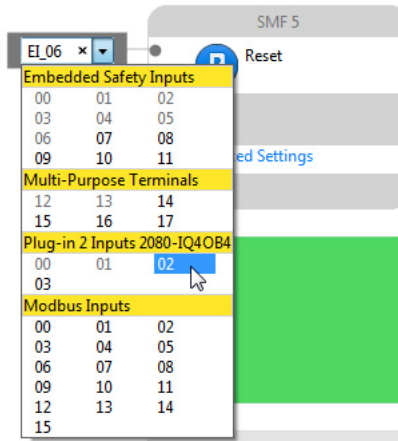 SMF 5
EI_06 × 
Reset
Embedded Safety Inputs
00 01 02
03 04 05
06 07 08
09 10 11
ed Settings
Multi-Purpose Terminals
12 13 14
15 16 17
Plug-in 2 Inputs 2080-IQ4OB4
00 01 02
03
Modbus Inputs
00 01 02
03 04 05
06 07 08
09 10 11
12 13 14
15